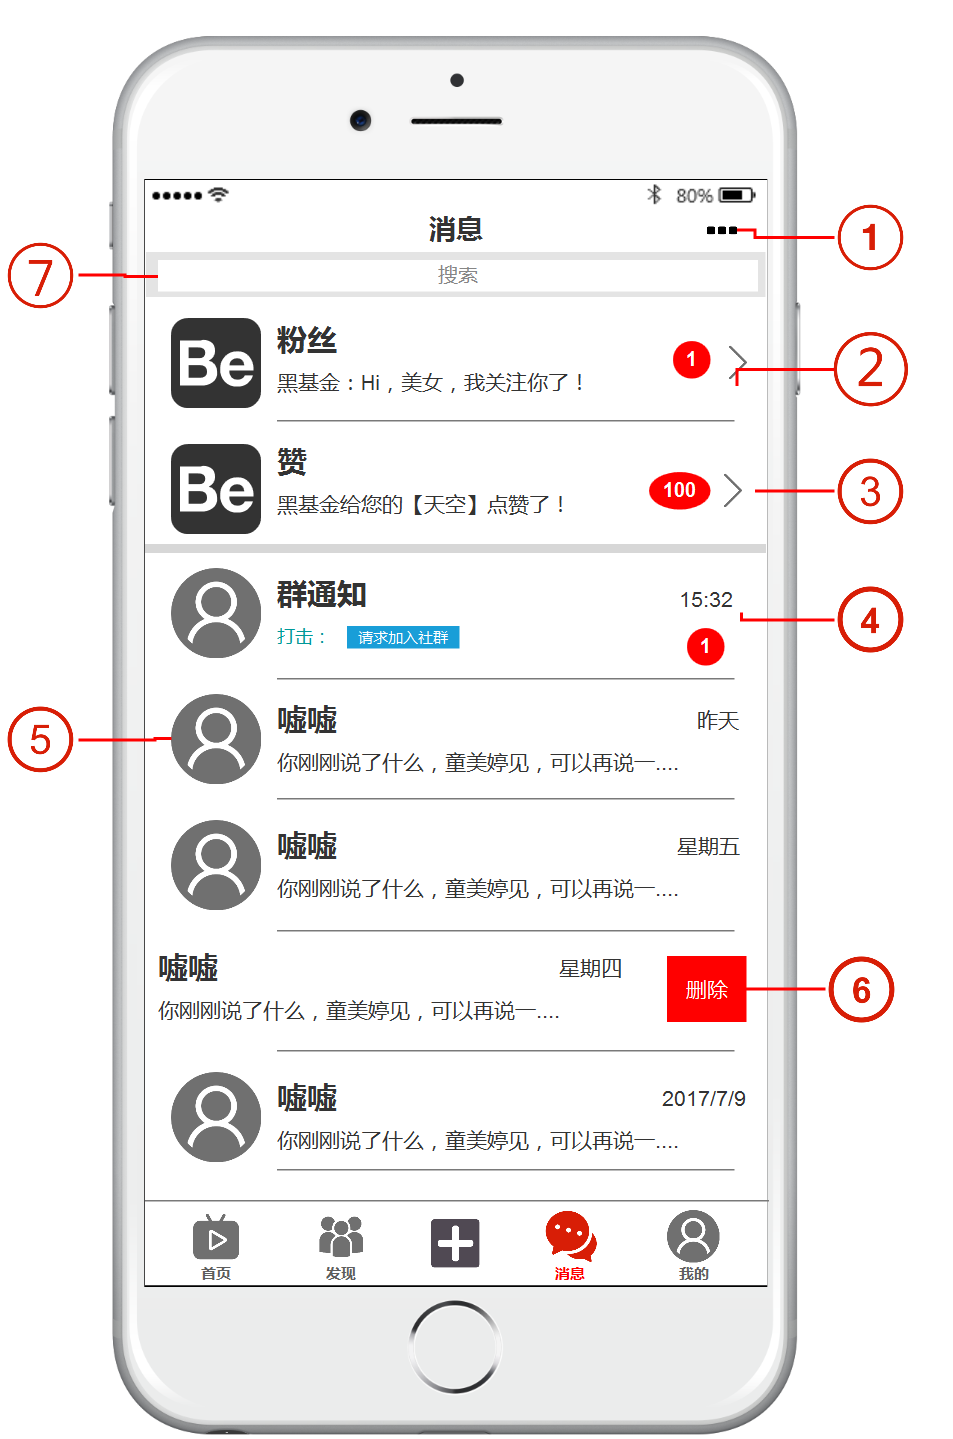 80%
消息
1
7
搜索
Be
粉丝
黑基金：Hi，美女，我关注你了！
1
2
Be
赞
黑基金给您的【天空】点赞了！
100
3
群通知
15:32
打击：
请求加入社群
1
4
5
嘘嘘
昨天
你刚刚说了什么，童美婷见，可以再说一....
嘘嘘
星期五
你刚刚说了什么，童美婷见，可以再说一....
嘘嘘
星期四
你刚刚说了什么，童美婷见，可以再说一....
删除
6
嘘嘘
2017/7/9
你刚刚说了什么，童美婷见，可以再说一....
首页
发现
消息
我的